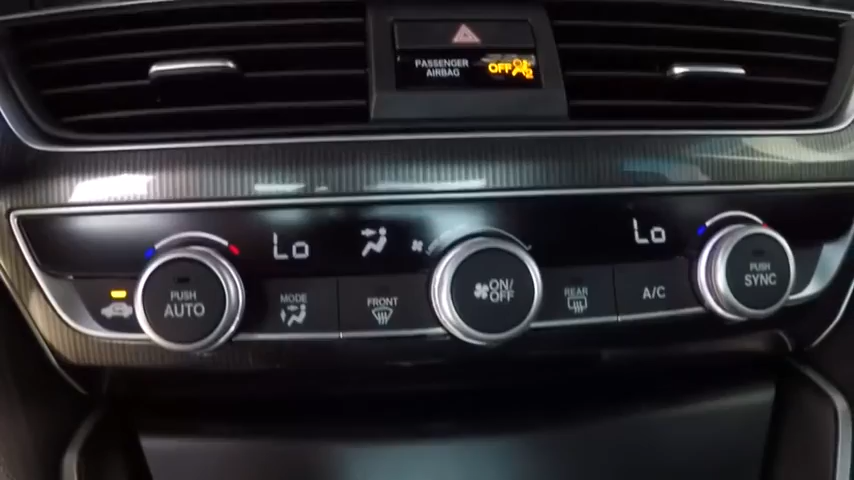 PASSENGER
AIRBAG
OFF
Lo
Lo
PUSH
AUTO
MODE
FRONT
ON/
OFF
REAR
A/C
PUSH
SYNC